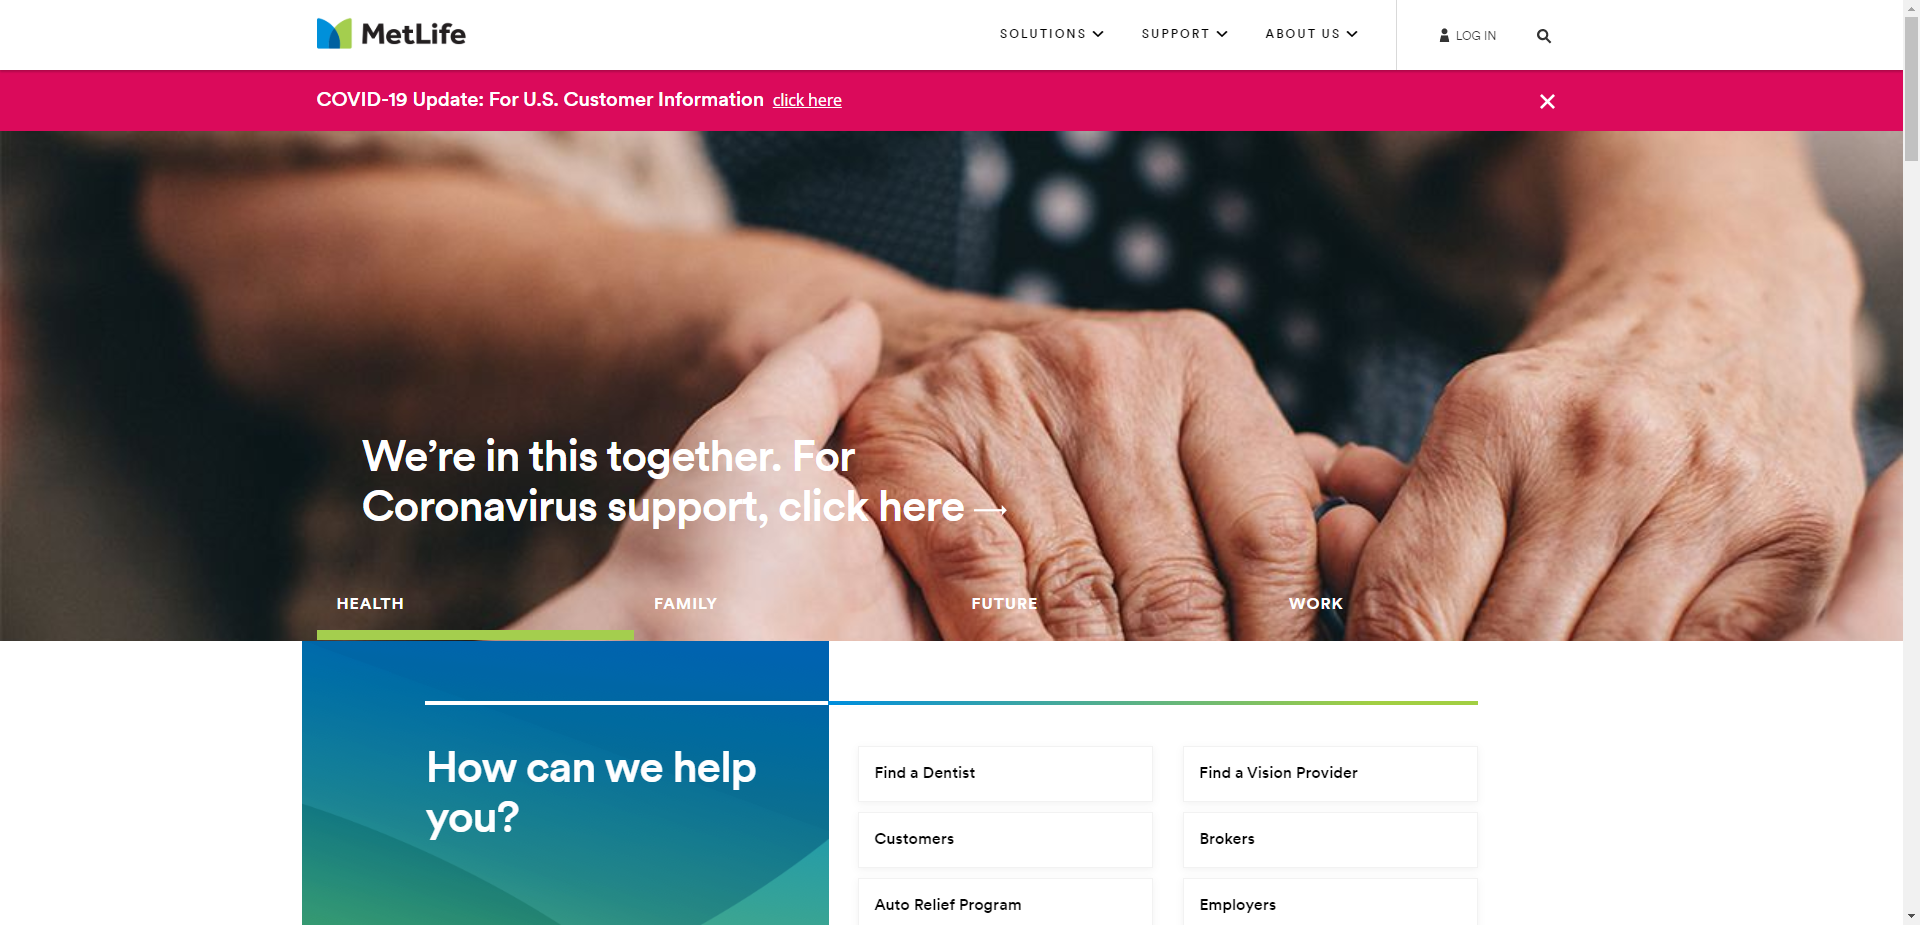 MetLife
SOLUTIONS
SUPPORT
ABOUT US
LOG IN
COVID-19 Update: For U.S. Customer Information click here
We're in this together. For
Coronavirus support, click here →
HEALTH
FAMILY
FUTURE
WORK
How can we help
you?
Find a Dentist
Find a Vision Provider
Customers
Brokers
Auto Relief Program
Employers